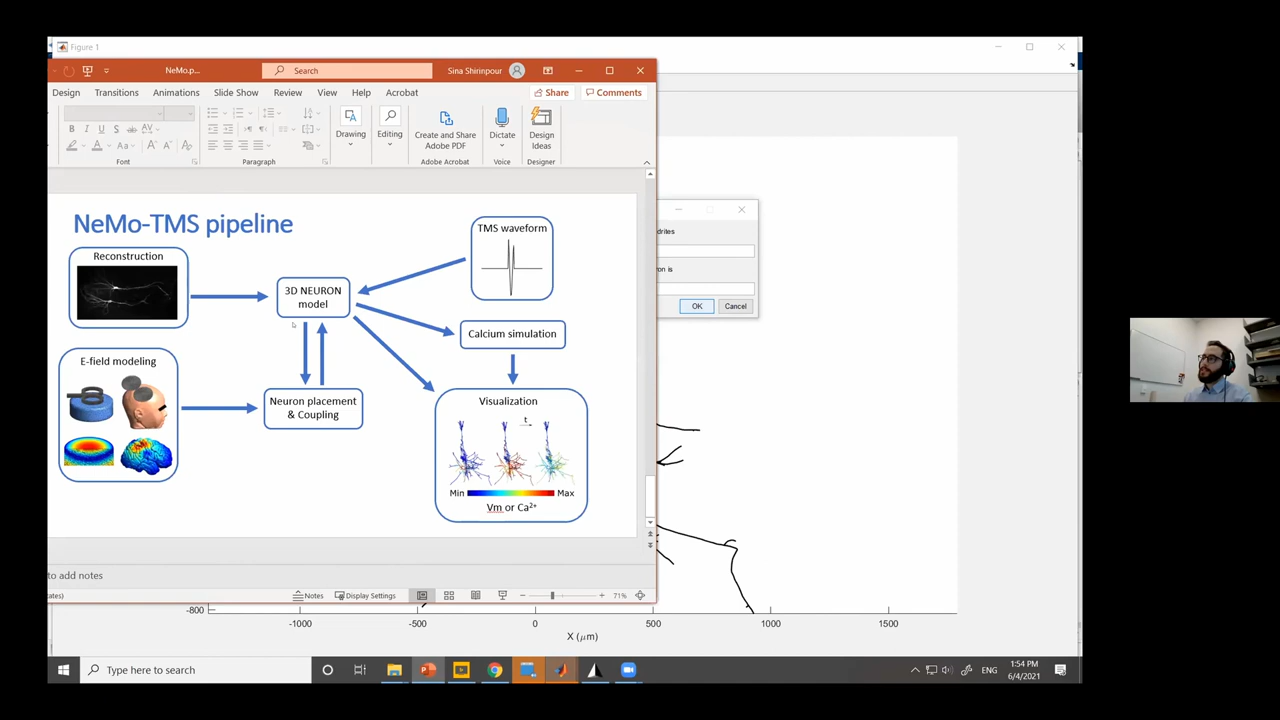 Figure 1
NeMo.p...
Search
Sina Shirinpour
Design Transitions Animations Slide Show Review View Help Acrobat
Share Comments
Drawing
Editing
Create and Share
Adobe PDF
Dictate
Design
Ideas
Font
Paragraph
Adobe Acrobat
Voice
Designer
NeMo-TMS pipeline
Reconstruction
TMS waveform
3D NEURON
model
Calcium simulation
E-field modeling
Neuron placement
& Coupling
Visualization
t
Min Max
Vm or Ca²⁺
drites
on is
OK Cancel
to add notes
ates)
Notes Display Settings 71%
-800
-1000 -500 0 500 1000 1500
X (μm)
Type here to search
ENG
1:54 PM
6/4/2021